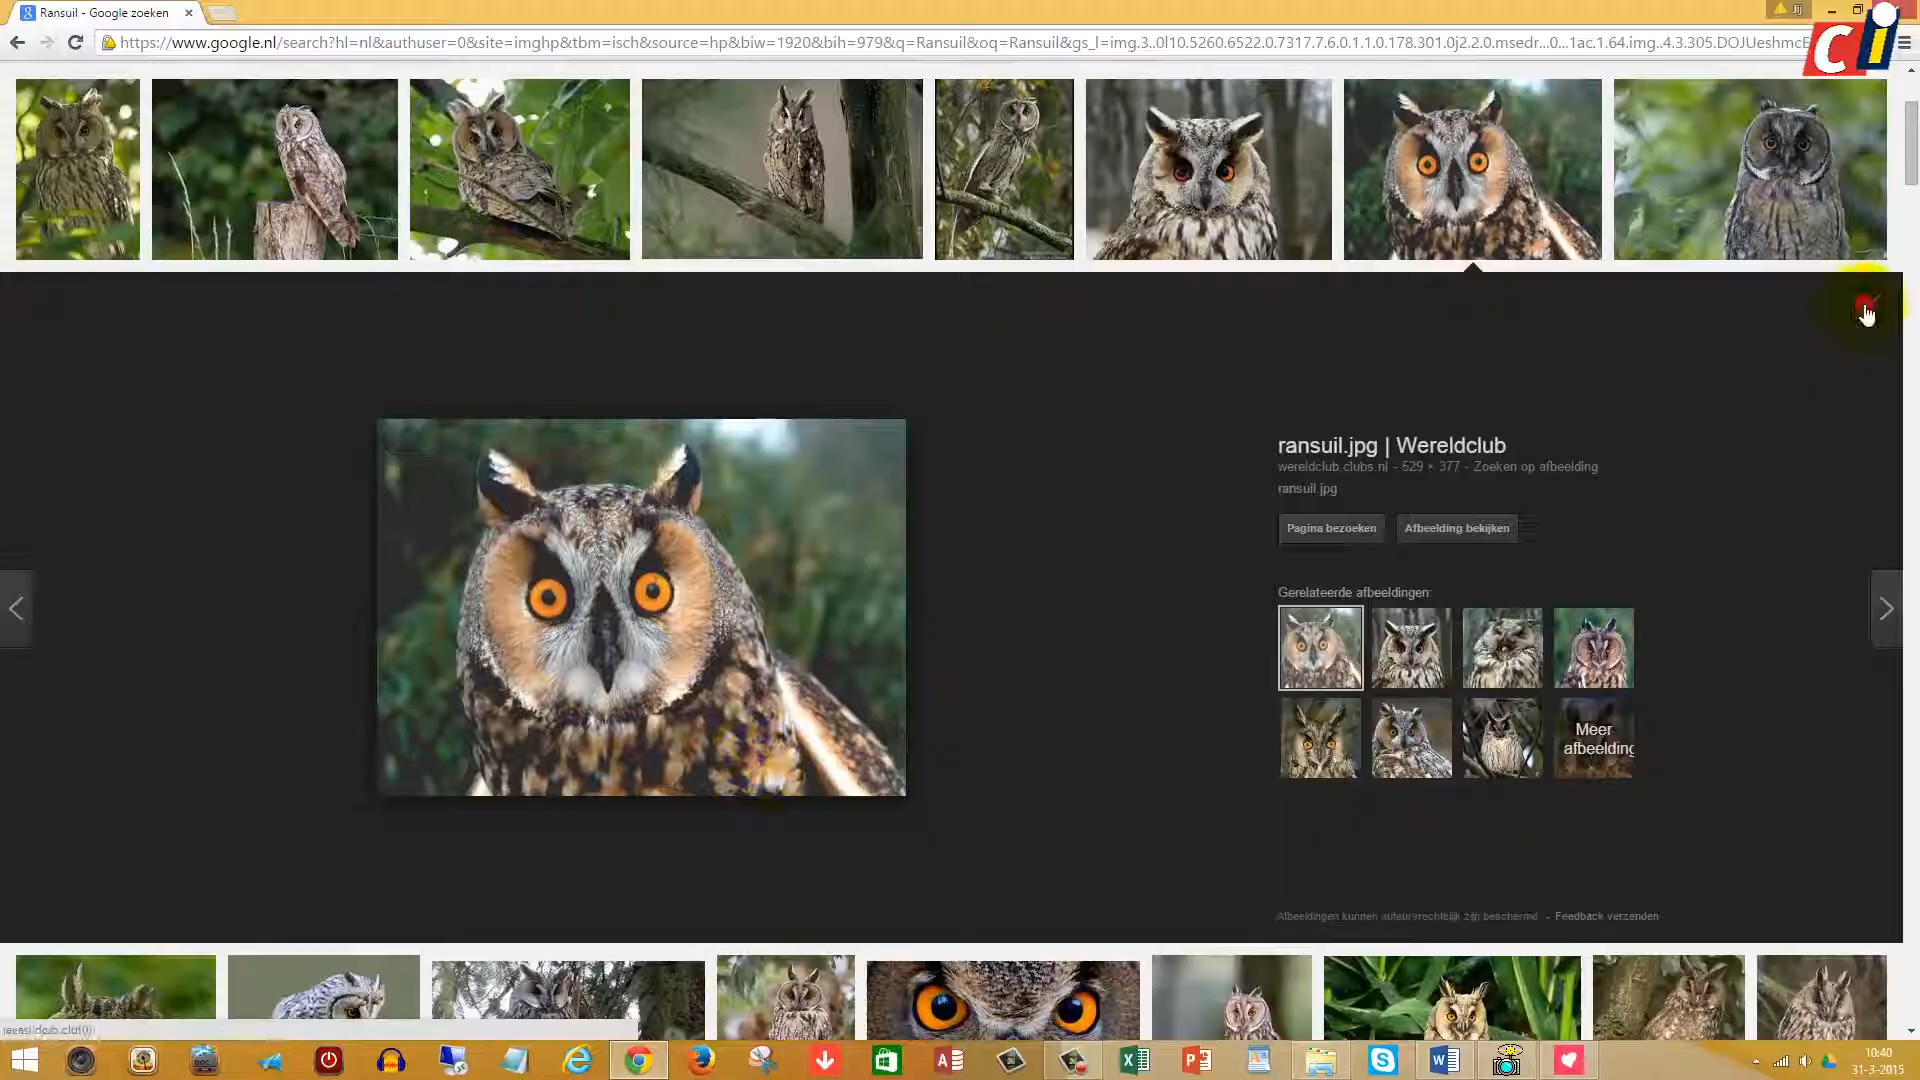 Ransuil - Google zoeken
Jij
https://www.google.nl/search?hl=nl&authuser=0&site=imghp&tbm=isch&source=hp&biw=1920&bih=979&q=Ransuil&oq=Ransuil&gs_l=img.3..0l10.5260.6522.0.7317.7.6.0.1.1.0.178.301.0j2.2.0.msedr...0...1ac.1.64.img..4.3.305.DOJUeshmcE
Ci
ransuil.jpg | Wereldclub
wereldclub.clubs.nl - 529 × 377 - Zoeken op afbeelding
ransuil.jpg
Pagina bezoeken
Afbeelding bekijken
Gerelateerde afbeeldingen:
Meer
afbeelding
Afbeeldingen kunnen auteursrechtelijk zijn beschermd - Feedback verzenden
10:40
31-3-2015